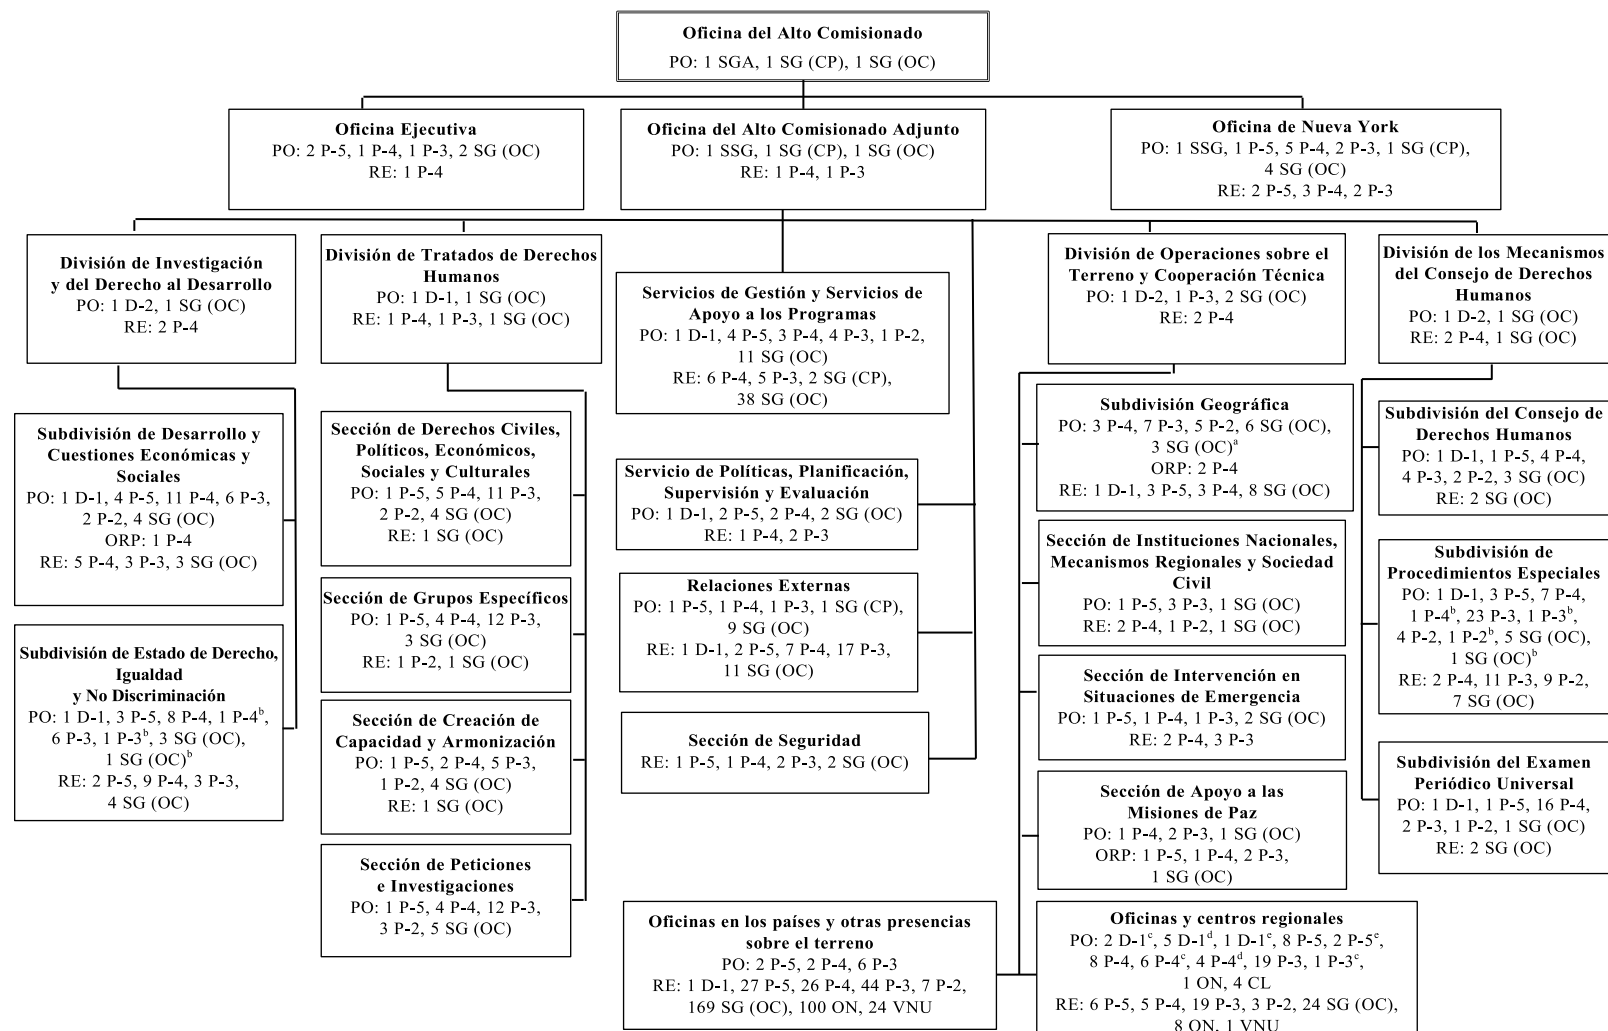 Oficina del Alto Comisionado
PO: 1 SGA, 1 SG (CP), 1 SG (OC)
Oficina Ejecutiva
PO: 2 P-5, 1 P-4, 1 P-3, 2 SG (OC)
RE: 1 P-4
Oficina del Alto Comisionado Adjunto
PO: 1 SSG, 1 SG (CP), 1 SG (OC)
RE: 1 P-4, 1 P-3
Oficina de Nueva York
PO: 1 SSG, 1 P-5, 5 P-4, 2 P-3, 1 SG (CP),
4 SG (OC)
RE: 2 P-5, 3 P-4, 2 P-3
División de Investigación
y del Derecho al Desarrollo
PO: 1 D-2, 1 SG (OC)
RE: 2 P-4
División de Tratados de Derechos
Humanos
PO: 1 D-1, 1 SG (OC)
RE: 1 P-4, 1 P-3, 1 SG (OC)
Servicios de Gestión y Servicios de
Apoyo a los Programas
PO: 1 D-1, 4 P-5, 3 P-4, 4 P-3, 1 P-2,
11 SG (OC)
RE: 6 P-4, 5 P-3, 2 SG (CP),
38 SG (OC)
División de Operaciones sobre el
Terreno y Cooperación Técnica
PO: 1 D-2, 1 P-3, 2 SG (OC)
RE: 2 P-4
División de los Mecanismos
del Consejo de Derechos
Humanos
PO: 1 D-2, 1 SG (OC)
RE: 2 P-4, 1 SG (OC)
Subdivisión de Desarrollo y
Cuestiones Económicas y
Sociales
PO: 1 D-1, 4 P-5, 11 P-4, 6 P-3,
2 P-2, 4 SG (OC)
ORP: 1 P-4
RE: 5 P-4, 3 P-3, 3 SG (OC)
Subdivisión de Estado de Derecho,
Igualdad
y No Discriminación
PO: 1 D-1, 3 P-5, 8 P-4, 1 P-4ᵇ,
6 P-3, 1 P-3ᵇ, 3 SG (OC),
1 SG (OC)ᵇ
RE: 2 P-5, 9 P-4, 3 P-3,
4 SG (OC)
Sección de Derechos Civiles,
Políticos, Económicos,
Sociales y Culturales
PO: 1 P-5, 5 P-4, 11 P-3,
2 P-2, 4 SG (OC)
RE: 1 SG (OC)
Sección de Grupos Específicos
PO: 1 P-5, 4 P-4, 12 P-3,
3 SG (OC)
RE: 1 P-2, 1 SG (OC)
Sección de Creación de
Capacidad y Armonización
PO: 1 P-5, 2 P-4, 5 P-3,
1 P-2, 4 SG (OC)
RE: 1 SG (OC)
Sección de Peticiones
e Investigaciones
PO: 1 P-5, 4 P-4, 12 P-3,
3 P-2, 5 SG (OC)
Servicio de Políticas, Planificación,
Supervisión y Evaluación
PO: 1 D-1, 2 P-5, 2 P-4, 2 SG (OC)
RE: 1 P-4, 2 P-3
Relaciones Externas
PO: 1 P-5, 1 P-4, 1 P-3, 1 SG (CP),
9 SG (OC)
RE: 1 D-1, 2 P-5, 7 P-4, 17 P-3,
11 SG (OC)
Sección de Seguridad
RE: 1 P-5, 1 P-4, 2 P-3, 2 SG (OC)
Subdivisión Geográfica
PO: 3 P-4, 7 P-3, 5 P-2, 6 SG (OC),
3 SG (OC)ᵃ
ORP: 2 P-4
RE: 1 D-1, 3 P-5, 3 P-4, 8 SG (OC)
Sección de Instituciones Nacionales,
Mecanismos Regionales y Sociedad
Civil
PO: 1 P-5, 3 P-3, 1 SG (OC)
RE: 2 P-4, 1 P-2, 1 SG (OC)
Sección de Intervención en
Situaciones de Emergencia
PO: 1 P-5, 1 P-4, 1 P-3, 2 SG (OC)
RE: 2 P-4, 3 P-3
Sección de Apoyo a las
Misiones de Paz
PO: 1 P-4, 2 P-3, 1 SG (OC)
ORP: 1 P-5, 1 P-4, 2 P-3,
1 SG (OC)
Subdivisión del Consejo de
Derechos Humanos
PO: 1 D-1, 1 P-5, 4 P-4,
4 P-3, 2 P-2, 3 SG (OC)
RE: 2 SG (OC)
Subdivisión de
Procedimientos Especiales
PO: 1 D-1, 3 P-5, 7 P-4,
1 P-4ᵇ, 23 P-3, 1 P-3ᵇ,
4 P-2, 1 P-2ᵇ, 5 SG (OC),
1 SG (OC)ᵇ
RE: 2 P-4, 11 P-3, 9 P-2,
7 SG (OC)
Subdivisión del Examen
Periódico Universal
PO: 1 D-1, 1 P-5, 16 P-4,
2 P-3, 1 P-2, 1 SG (OC)
RE: 2 SG (OC)
Oficinas en los países y otras presencias
sobre el terreno
PO: 2 P-5, 2 P-4, 6 P-3
RE: 1 D-1, 27 P-5, 26 P-4, 44 P-3, 7 P-2,
169 SG (OC), 100 ON, 24 VNU
Oficinas y centros regionales
PO: 2 D-1ᶜ, 5 D-1ᵈ, 1 D-1ᵉ, 8 P-5, 2 P-5ᵉ,
8 P-4, 6 P-4ᶜ, 4 P-4ᵈ, 19 P-3, 1 P-3ᵉ,
1 ON, 4 CL
RE: 6 P-5, 5 P-4, 19 P-3, 3 P-2, 24 SG (OC),
8 ON, 1 VNU